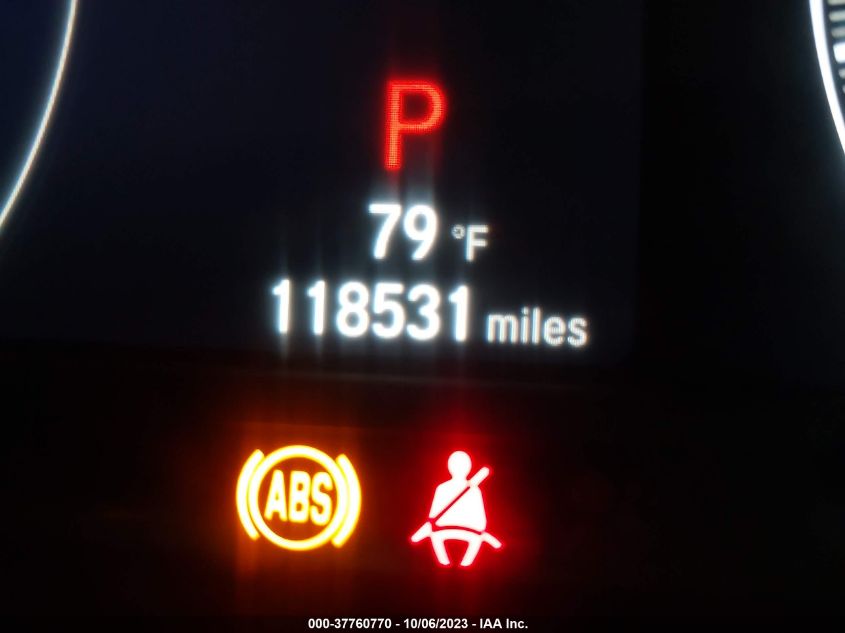 P
79 °F
118531 miles
ABS
000-37760770 - 10/06/2023 - IAA Inc.